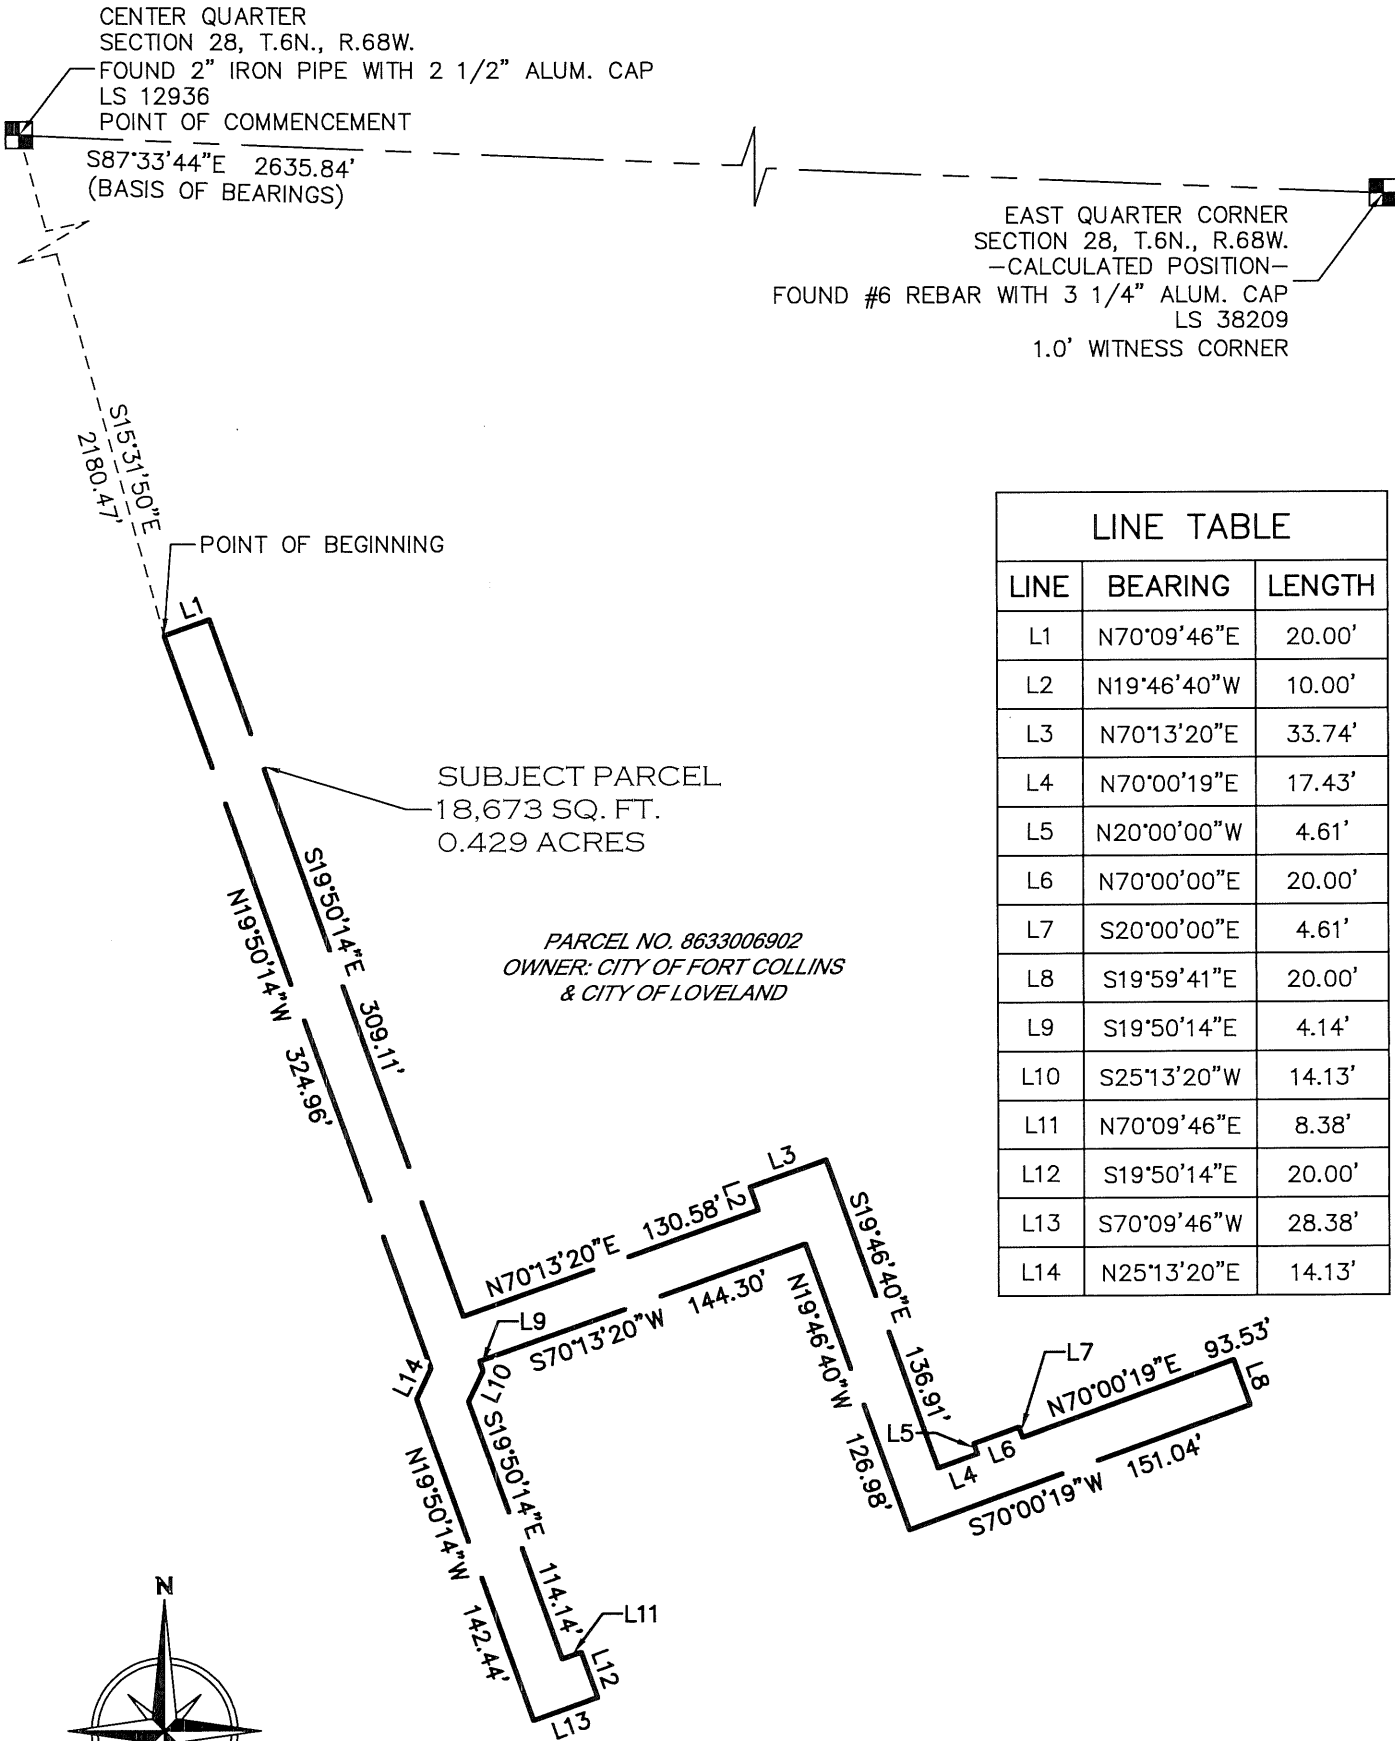 CENTER QUARTER
SECTION 28, T.6N., R.68W.
FOUND 2" IRON PIPE WITH 2 1/2" ALUM. CAP
LS 12936
POINT OF COMMENCEMENT
S87°33'44"E 2635.84'
(BASIS OF BEARINGS)
EAST QUARTER CORNER
SECTION 28, T.6N., R.68W.
-CALCULATED POSITION-
FOUND #6 REBAR WITH 3 1/4" ALUM. CAP
LS 38209
1.0' WITNESS CORNER
S15°31'50"E
2180.47'
POINT OF BEGINNING
L1
SUBJECT PARCEL
18,673 SQ. FT.
0.429 ACRES
S19°50'14"E 309.11'
N19°50'14"W 324.96'
PARCEL NO. 8633006902
OWNER: CITY OF FORT COLLINS
& CITY OF LOVELAND
LINE TABLE
LINE BEARING LENGTH
L1 N70°09'46"E 20.00'
L2 N19°46'40"W 10.00'
L3 N70°13'20"E 33.74'
L4 N70°00'19"E 17.43'
L5 N20°00'00"W 4.61'
L6 N70°00'00"E 20.00'
L7 S20°00'00"E 4.61'
L8 S19°59'41"E 20.00'
L9 S19°50'14"E 4.14'
L10 S25°13'20"W 14.13'
L11 N70°09'46"E 8.38'
L12 S19°50'14"E 20.00'
L13 S70°09'46"W 28.38'
L14 N25°13'20"E 14.13'
N70°13'20"E 130.58'
L2
L3
S19°46'40"E 136.91'
L9
S70°13'20"W 144.30'
N19°46'40"W 126.98'
L14
L10
L5
L4
L6
L7
N70°00'19"E 93.53'
L8
S70°00'19"W 151.04'
N19°50'14"W 142.44'
S19°50'14"E 114.14'
L11
L12
L13
N